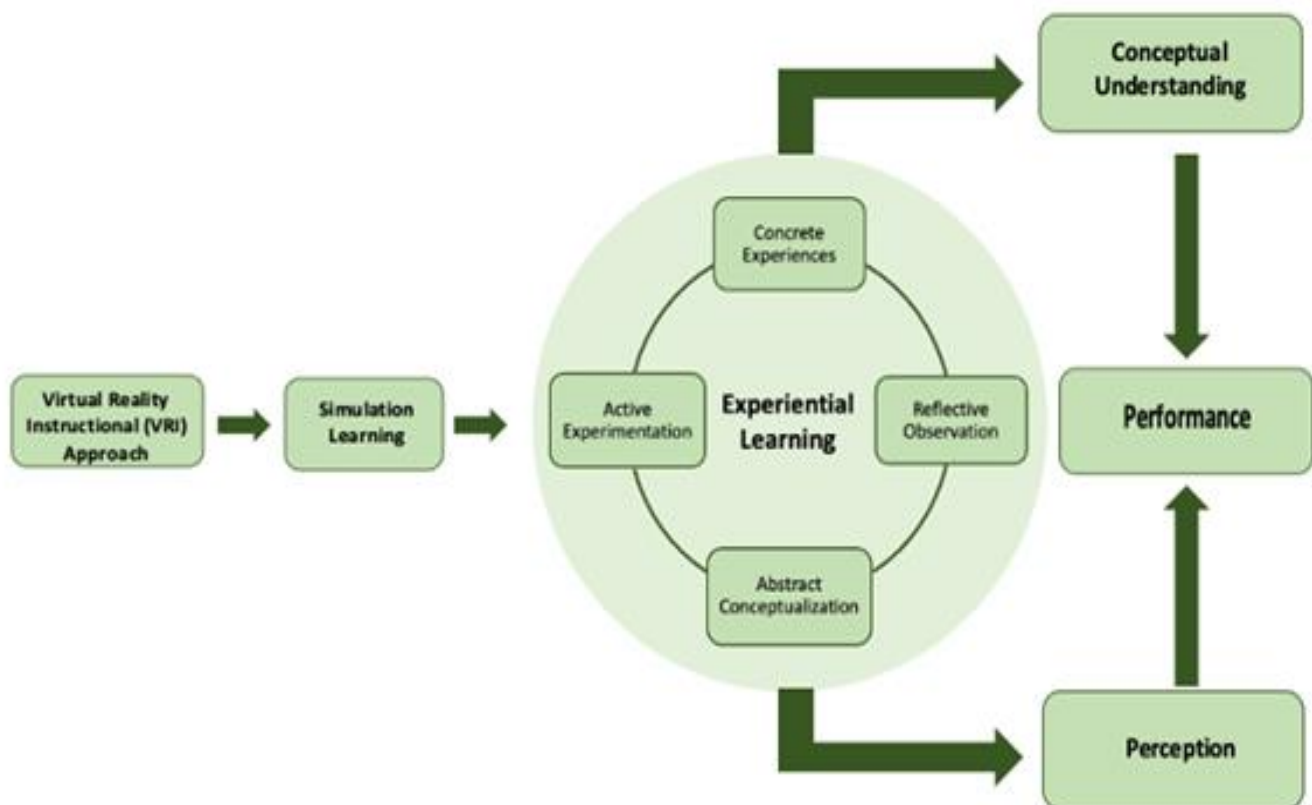 Conceptual
Understanding
Concrete
Experiences
Virtual Reality
Instructional (VRI)
Approach
Simulation
Learning
Active
Experimentation
Experiential
Learning
Reflective
Observation
Performance
Abstract
Conceptualization
Perception